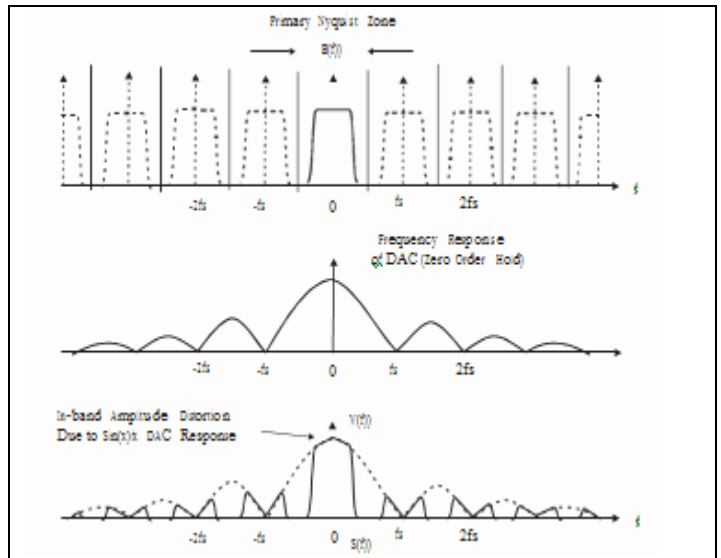 Primary Nyquist Zone
B(f)
-2fs -fs 0 fs 2fs
f
Frequency Response
of DAC (Zero Order Hold)
-2fs -fs 0 fs 2fs
In-band Amplitude Distortion
Due to Sin(x)/x DAC Response
V(f)
-2fs -fs 0 fs 2fs
S(f)
f